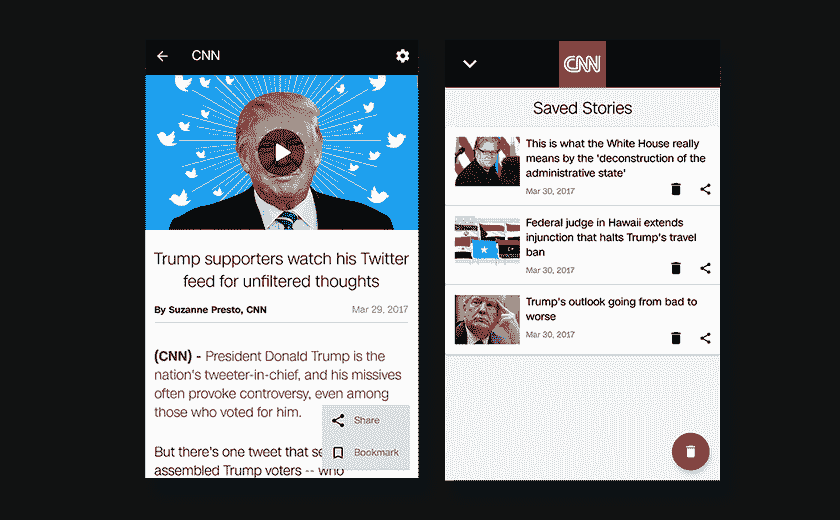 CNN
Trump supporters watch his Twitter
feed for unfiltered thoughts
By Suzanne Presto, CNN
Mar 29, 2017
(CNN) - President Donald Trump is the
nation's tweeter-in-chief, and his missives
often provoke controversy, even among
those who voted for him.
But there's one tweet that se
assembled Trump voters -- who
Share
Bookmark
CNN
Saved Stories
This is what the White House really
means by the 'deconstruction of the
administrative state'
Mar 30, 2017
Federal judge in Hawaii extends
injunction that halts Trump's travel
ban
Mar 30, 2017
Trump's outlook going from bad to
worse
Mar 30, 2017